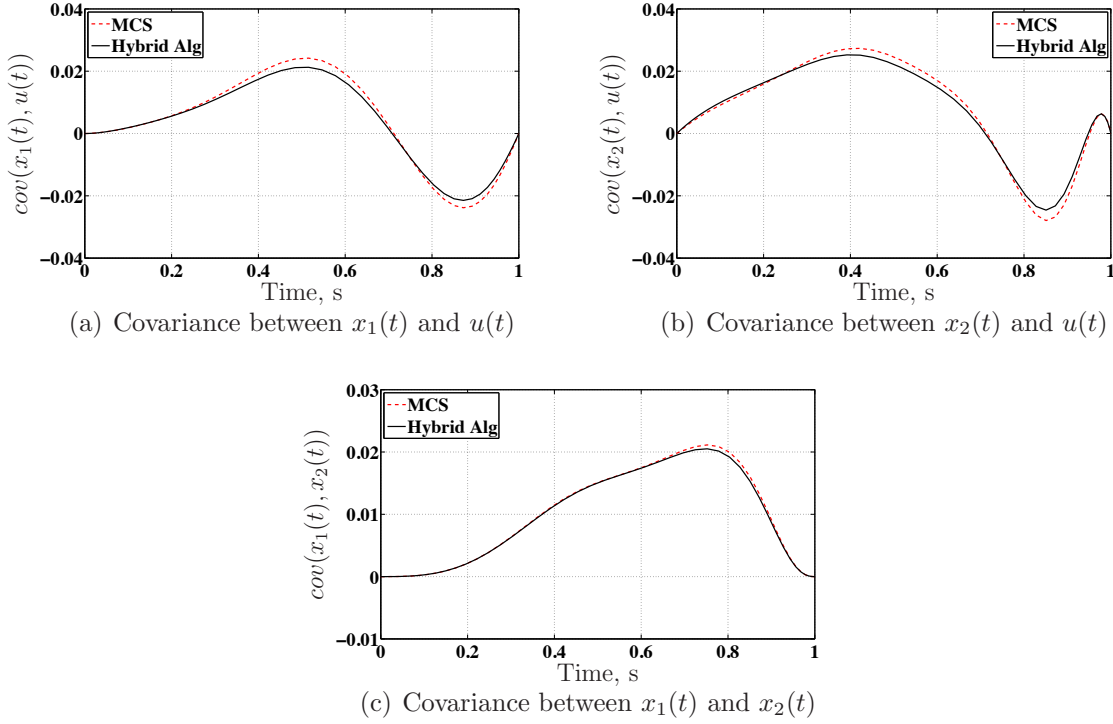 0.04
0.02
0
−0.02
−0.04
cov(x₁(t), u(t))
MCS
Hybrid Alg
0 0.2 0.4 0.6 0.8 1
Time, s
(a) Covariance between x₁(t) and u(t)
0.04
0.02
0
−0.02
−0.04
cov(x₂(t), u(t))
MCS
Hybrid Alg
0 0.2 0.4 0.6 0.8 1
Time, s
(b) Covariance between x₂(t) and u(t)
0.03
0.02
0.01
0
−0.01
cov(x₁(t), x₂(t))
MCS
Hybrid Alg
0 0.2 0.4 0.6 0.8 1
Time, s
(c) Covariance between x₁(t) and x₂(t)